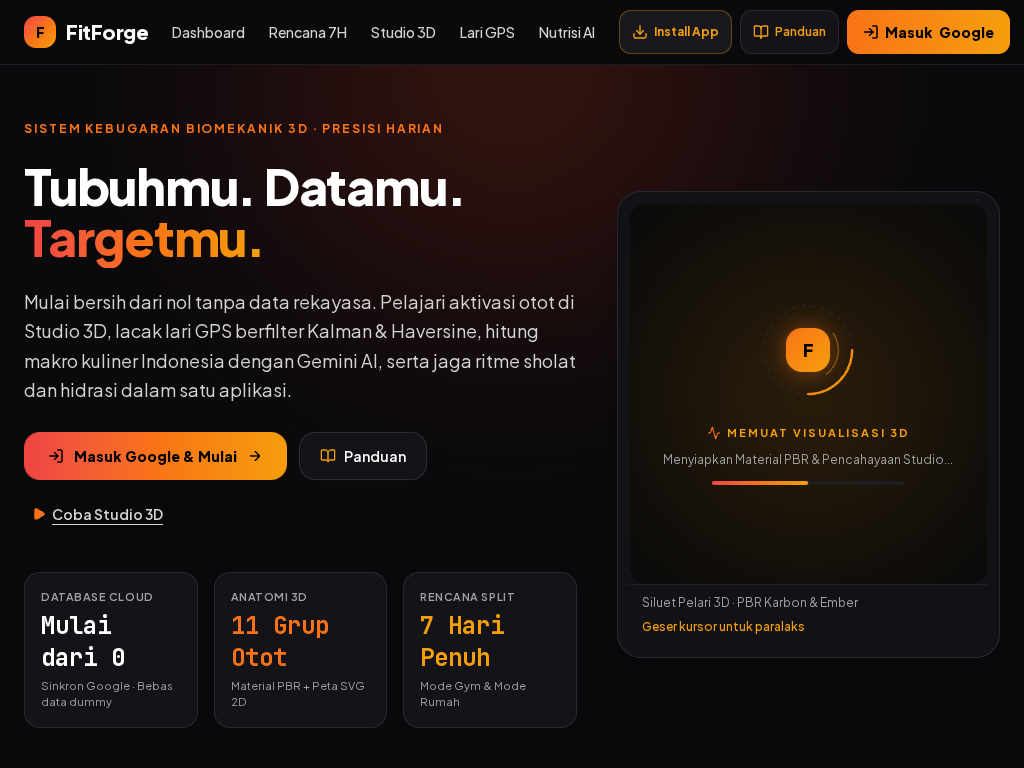 F FitForge Dashboard Rencana 7H Studio 3D Lari GPS Nutrisi AI Install App Panduan Masuk Google
SISTEM KEBUGARAN BIOMEKANIK 3D · PRESISI HARIAN
Tubuhmu. Datamu.
Targetmu.
Mulai bersih dari nol tanpa data rekayasa. Pelajari aktivasi otot di
Studio 3D, lacak lari GPS berfilter Kalman & Haversine, hitung
makro kuliner Indonesia dengan Gemini AI, serta jaga ritme sholat
dan hidrasi dalam satu aplikasi.
Masuk Google & Mulai Panduan
Coba Studio 3D
DATABASE CLOUD
Mulai
dari 0
Sinkron Google · Bebas
data dummy
ANATOMI 3D
11 Grup
Otot
Material PBR + Peta SVG
2D
RENCANA SPLIT
7 Hari
Penuh
Mode Gym & Mode
Rumah
F
MEMUAT VISUALISASI 3D
Menyiapkan Material PBR & Pencahayaan Studio...
Siluet Pelari 3D · PBR Karbon & Ember
Geser kursor untuk paralaks